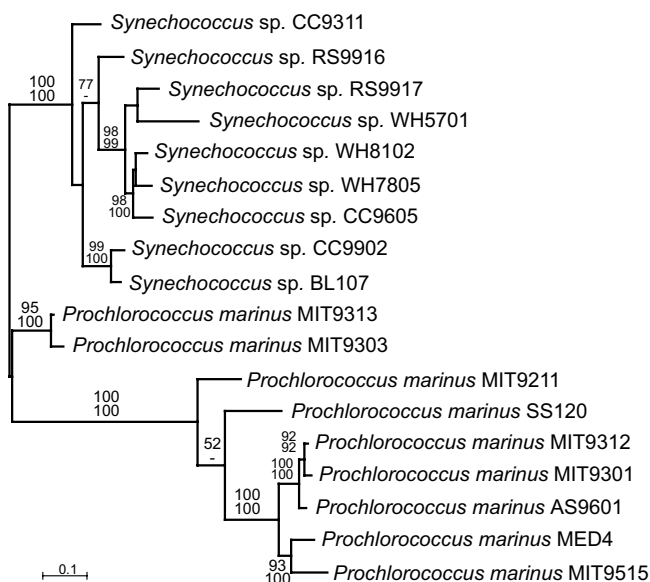 Synechococcus sp. CC9311
Synechococcus sp. RS9916
100
100
77
-
Synechococcus sp. RS9917
Synechococcus sp. WH5701
98
99
Synechococcus sp. WH8102
Synechococcus sp. WH7805
98
100
Synechococcus sp. CC9605
99
100
Synechococcus sp. CC9902
Synechococcus sp. BL107
95
100
Prochlorococcus marinus MIT9313
Prochlorococcus marinus MIT9303
Prochlorococcus marinus MIT9211
100
100
Prochlorococcus marinus SS120
52
-
92
92
Prochlorococcus marinus MIT9312
100
100
Prochlorococcus marinus MIT9301
100
100
Prochlorococcus marinus AS9601
Prochlorococcus marinus MED4
93
100
Prochlorococcus marinus MIT9515
0.1